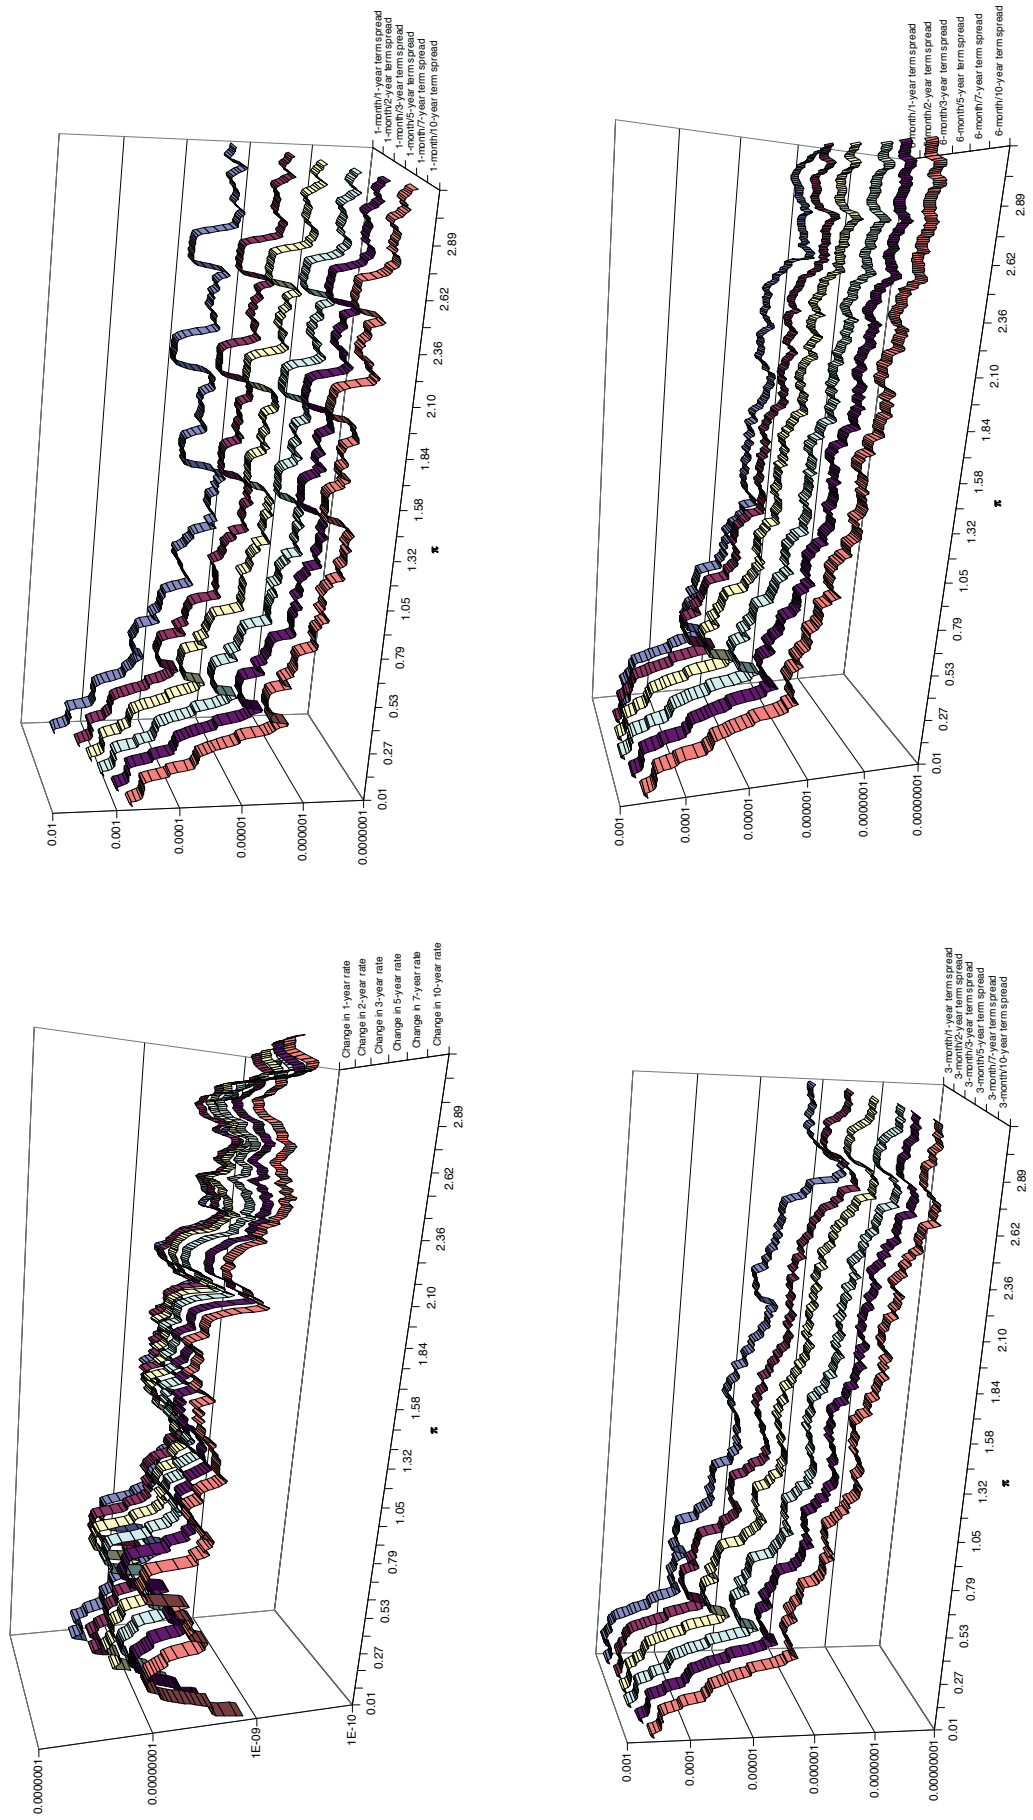 1-month/1-year term spread
1-month/2-year term spread
1-month/3-year term spread
1-month/5-year term spread
1-month/7-year term spread
1-month/10-year term spread
0.01
0.001
0.0001
0.00001
0.000001
0.0000001
0.01
0.27
0.53
0.79
1.05
1.32
1.58
1.84
2.10
2.36
2.62
2.89
π
6-month/1-year term spread
6-month/2-year term spread
6-month/3-year term spread
6-month/5-year term spread
6-month/7-year term spread
6-month/10-year term spread
0.001
0.0001
0.00001
0.000001
0.0000001
0.00000001
0.01
0.27
0.53
0.79
1.05
1.32
1.58
1.84
2.10
2.36
2.62
2.89
π
Change in 1-year rate
Change in 2-year rate
Change in 3-year rate
Change in 5-year rate
Change in 7-year rate
Change in 10-year rate
0.0000001
0.00000001
1E-09
1E-10
0.01
0.27
0.53
0.79
1.05
1.32
1.58
1.84
2.10
2.36
2.62
2.89
π
3-month/1-year term spread
3-month/2-year term spread
3-month/3-year term spread
3-month/5-year term spread
3-month/7-year term spread
3-month/10-year term spread
0.001
0.0001
0.00001
0.000001
0.0000001
0.00000001
0.01
0.27
0.53
0.79
1.05
1.32
1.58
1.84
2.10
2.36
2.62
2.89
π